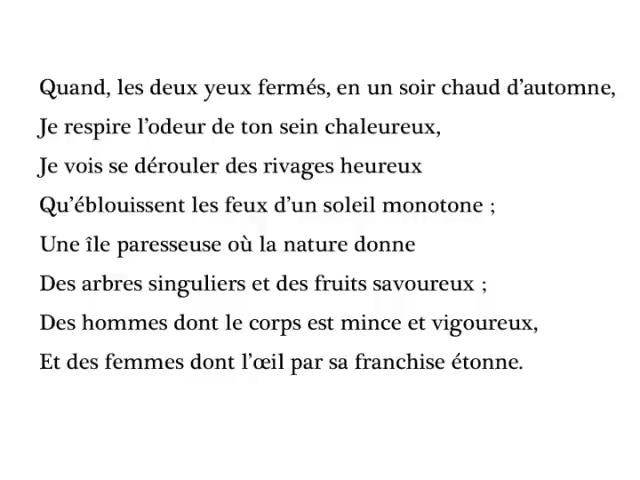 Quand, les deux yeux fermés, en un soir chaud d’automne,
Je respire l’odeur de ton sein chaleureux,
Je vois se dérouler des rivages heureux
Qu’éblouissent les feux d’un soleil monotone ;
Une île paresseuse où la nature donne
Des arbres singuliers et des fruits savoureux ;
Des hommes dont le corps est mince et vigoureux,
Et des femmes dont l’œil par sa franchise étonne.